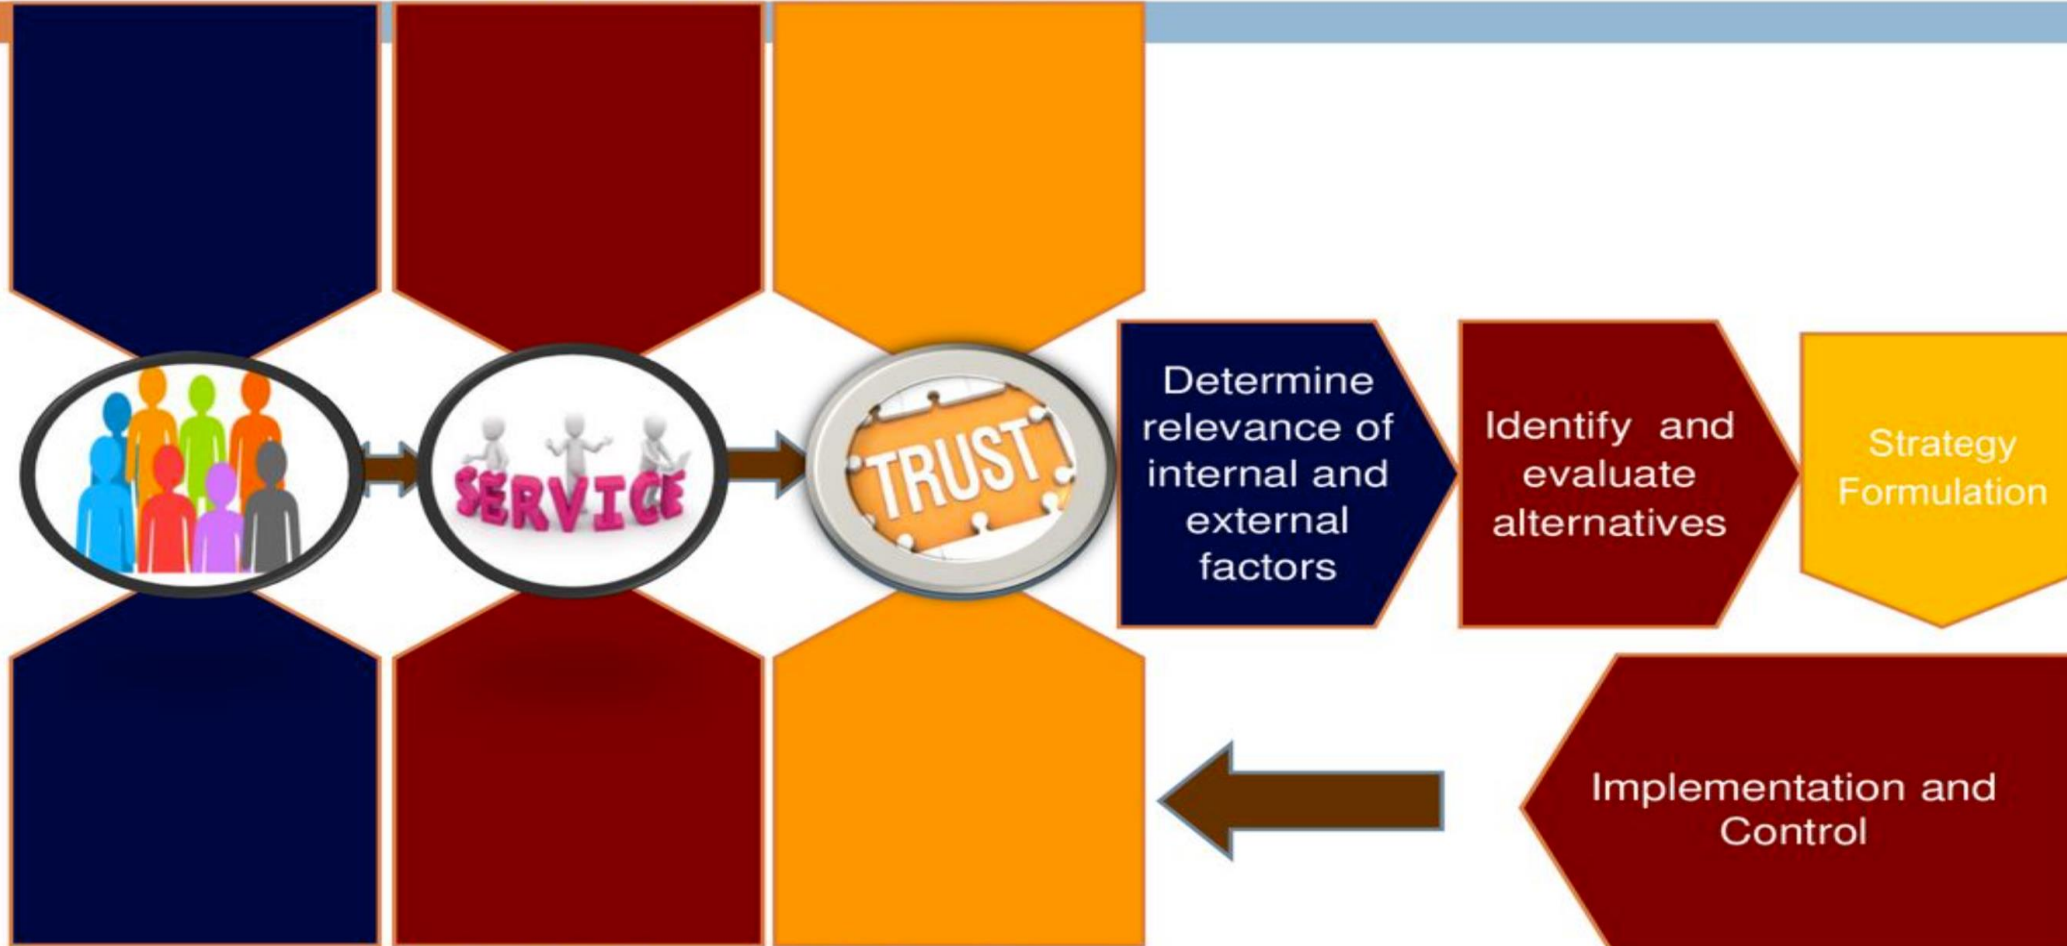 SERVICE
TRUST
Determine
relevance of
internal and
external
factors
Identify and
evaluate
alternatives
Strategy
Formulation
Implementation and
Control